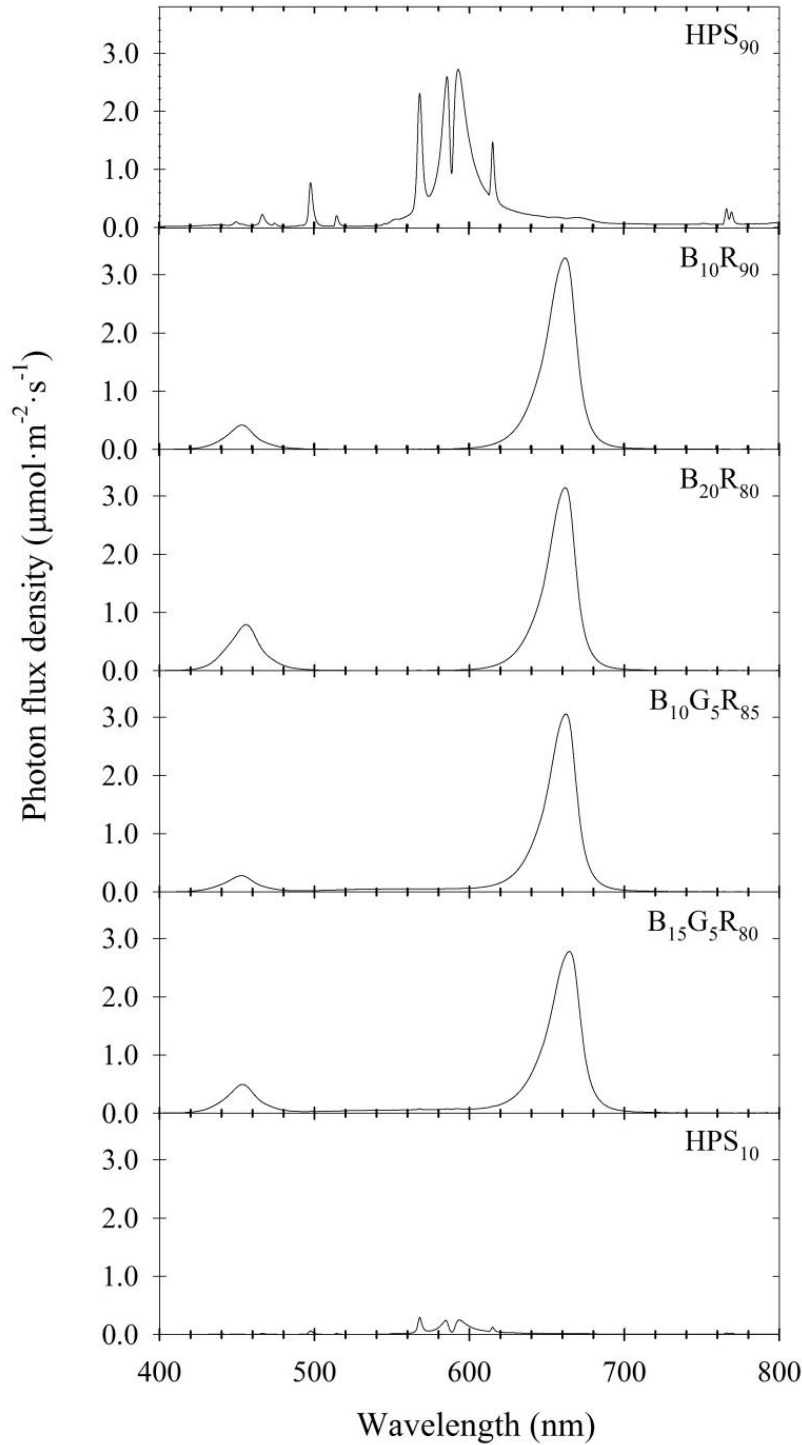 Photon flux density (μmol·m⁻²·s⁻¹)
HPS₉₀
3.0
2.0
1.0
0.0
B₁₀R₉₀
3.0
2.0
1.0
0.0
B₂₀R₈₀
3.0
2.0
1.0
0.0
B₁₀G₅R₈₅
3.0
2.0
1.0
0.0
B₁₅G₅R₈₀
3.0
2.0
1.0
0.0
HPS₁₀
3.0
2.0
1.0
0.0
400 500 600 700 800
Wavelength (nm)